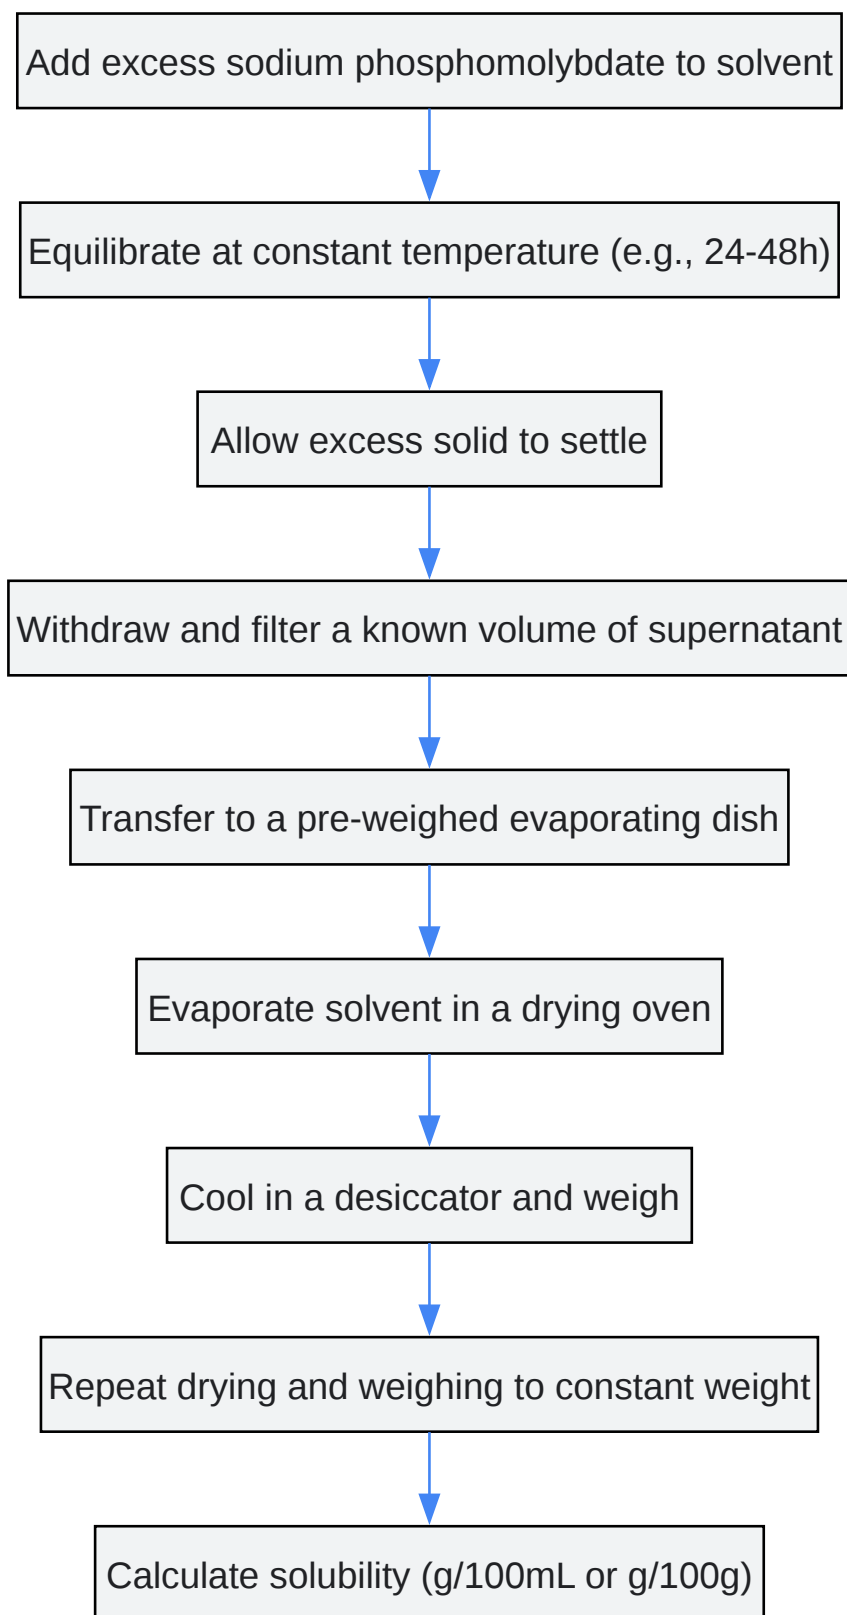 Add excess sodium phosphomolybdate to solvent
Equilibrate at constant temperature (e.g., 24-48h)
Allow excess solid to settle
Withdraw and filter a known volume of supernatant
Transfer to a pre-weighed evaporating dish
Evaporate solvent in a drying oven
Cool in a desiccator and weigh
Repeat drying and weighing to constant weight
Calculate solubility (g/100mL or g/100g)